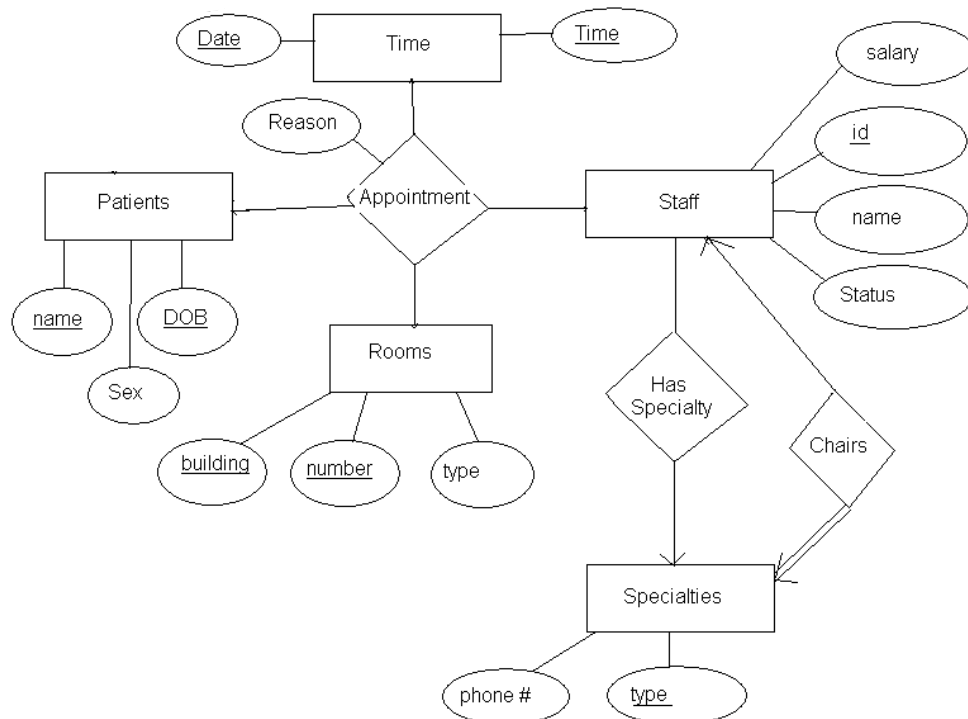 Date
Time
Time
salary
Reason
id
Patients
Appointment
Staff
name
name
DOB
Status
Rooms
Sex
Has
Specialty
Chairs
building
number
type
Specialties
phone #
type